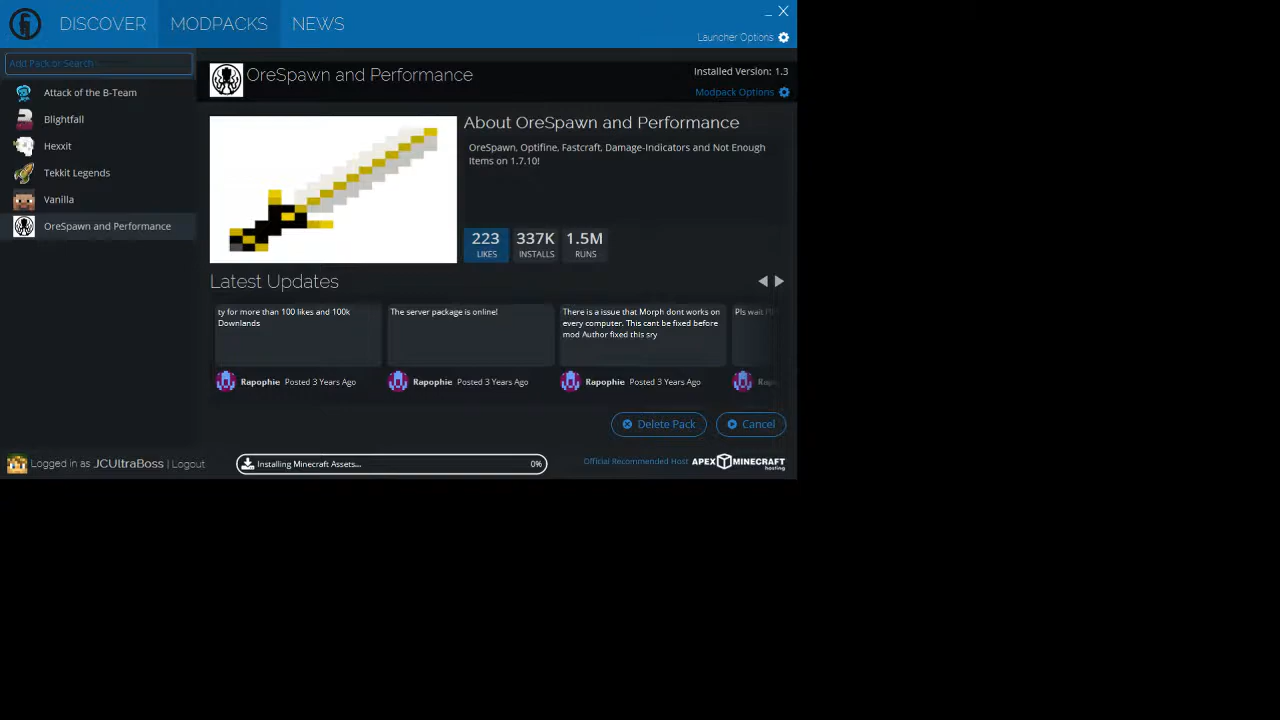 DISCOVER MODPACKS NEWS
Launcher Options
Add Pack or Search
Attack of the B-Team
Blightfall
Hexxit
Tekkit Legends
Vanilla
OreSpawn and Performance
OreSpawn and Performance
Installed Version: 1.3
Modpack Options
About OreSpawn and Performance
OreSpawn, Optifine, Fastcraft, Damage-Indicators and Not Enough
Items on 1.7.10!
223 337K 1.5M
LIKES INSTALLS RUNS
Latest Updates
ty for more than 100 likes and 100k
Downlands
Rapophie Posted 3 Years Ago
The server package is online!
Rapophie Posted 3 Years Ago
There is a issue that Morph dont works on
every computer. This cant be fixed before
mod Author fixed this sry
Rapophie Posted 3 Years Ago
Pls wait
Delete Pack Cancel
Logged in as JCUltraBoss | Logout
Installing Minecraft Assets... 0%
Official Recommended Host APEX MINECRAFT
hosting